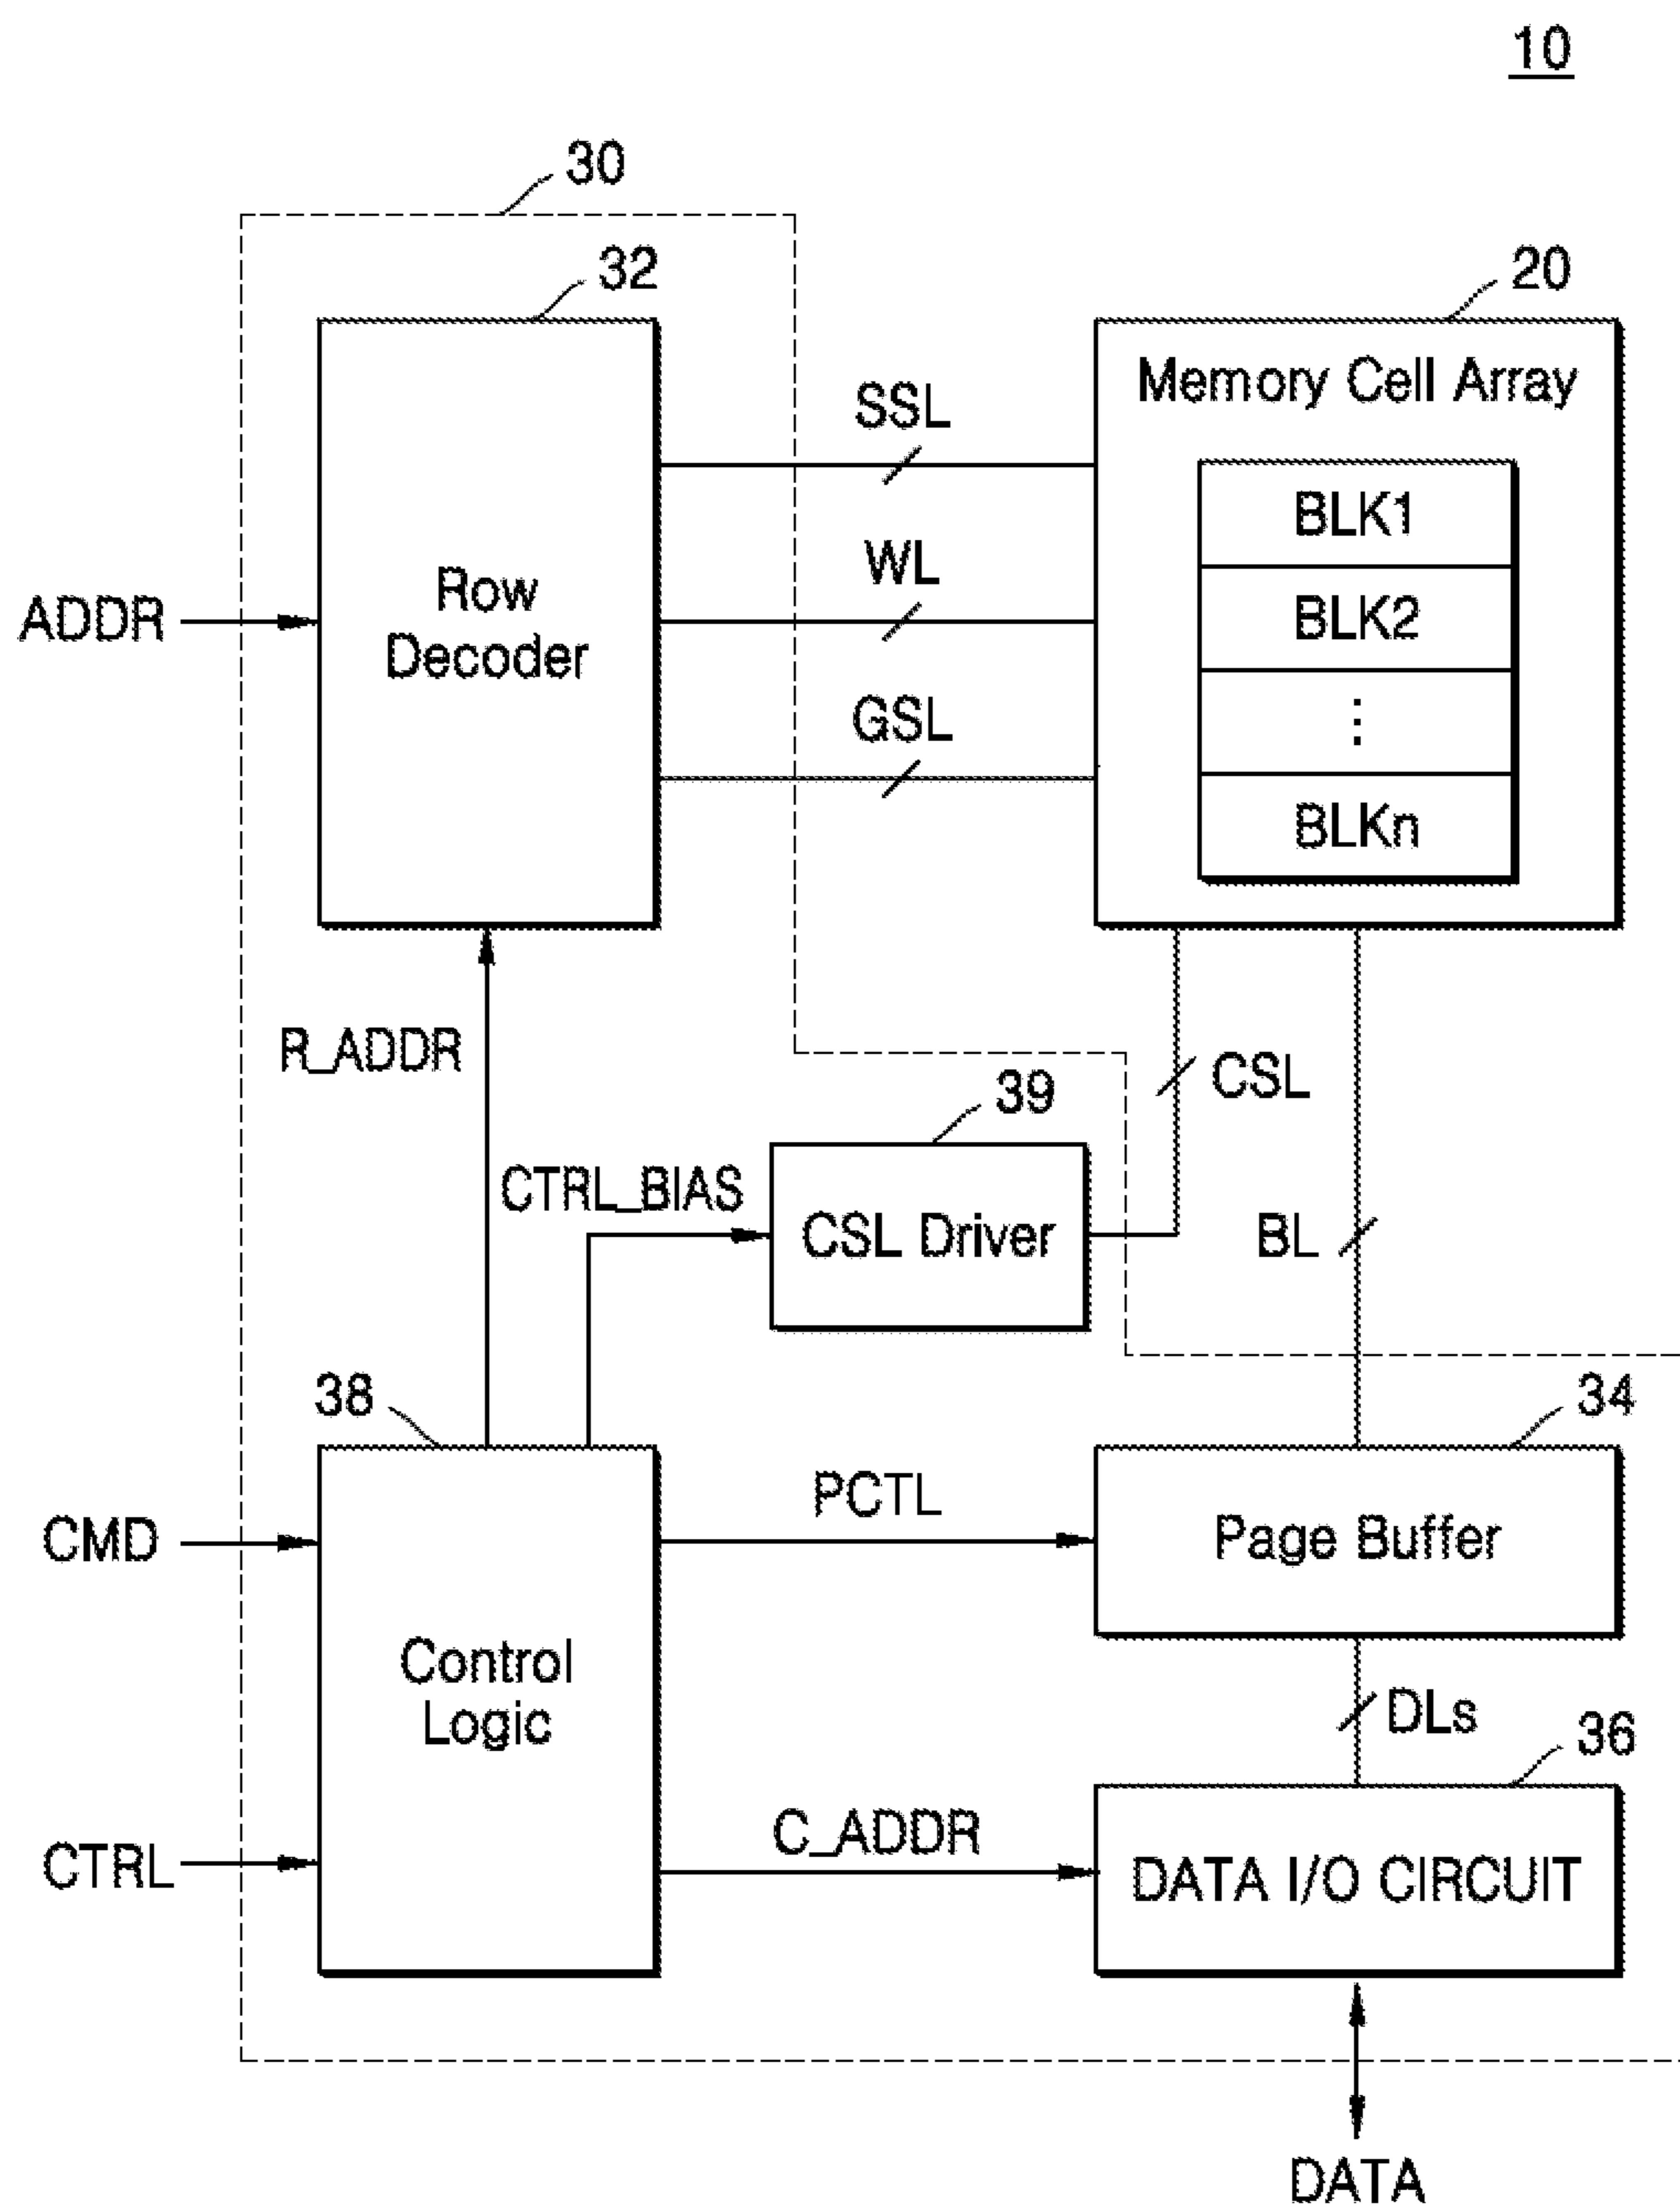 10
30
32
20
Memory Cell Array
SSL
BLK1
WL
BLK2
ADDR
Row
Decoder
GSL
⋮
BLKn
R_ADDR
CSL
39
CTRL_BIAS
CSL Driver
BL
38
34
PCTL
CMD
Page Buffer
Control
Logic
DLs
36
C_ADDR
CTRL
DATA I/O CIRCUIT
DATA